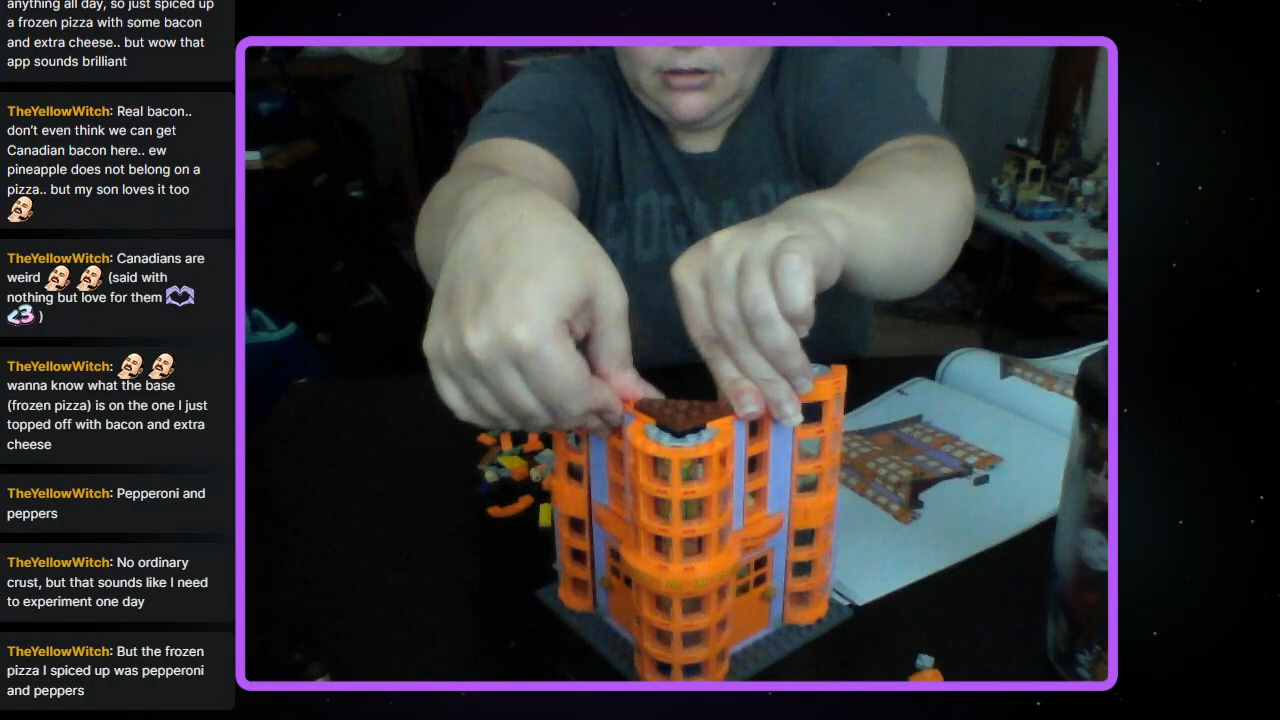 anything all day, so just spiced up
a frozen pizza with some bacon
and extra cheese.. but wow that
app sounds brilliant
TheYellowWitch: Real bacon..
don't even think we can get
Canadian bacon here.. ew
pineapple does not belong on a
pizza.. but my son loves it too
TheYellowWitch: Canadians are
weird (said with
nothing but love for them
<3 )
TheYellowWitch:
wanna know what the base
(frozen pizza) is on the one I just
topped off with bacon and extra
cheese
TheYellowWitch: Pepperoni and
peppers
TheYellowWitch: No ordinary
crust, but that sounds like I need
to experiment one day
TheYellowWitch: But the frozen
pizza I spiced up was pepperoni
and peppers